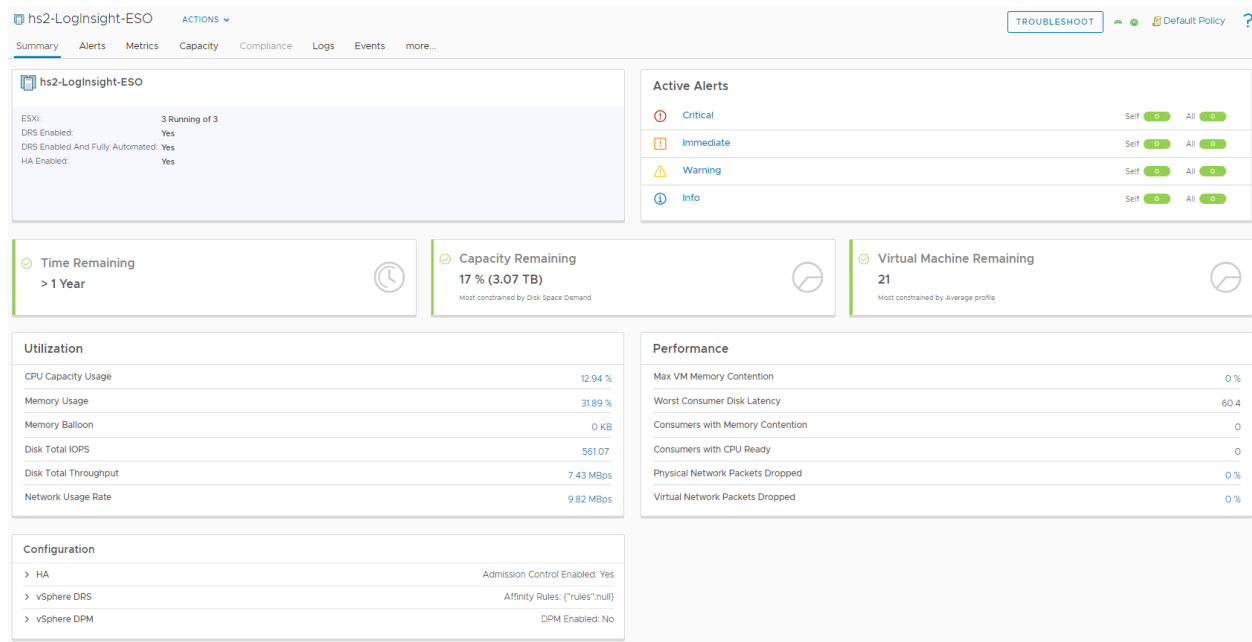 hs2-LogInsight-ESO ACTIONS TROUBLESHOOT Default Policy ?
Summary Alerts Metrics Capacity Compliance Logs Events more...
hs2-LogInsight-ESO
ESXi: 3 Running of 3
DRS Enabled: Yes
DRS Enabled And Fully Automated: Yes
HA Enabled: Yes
Active Alerts
Critical Self 0 All 0
Immediate Self 0 All 0
Warning Self 0 All 0
Info Self 0 All 0
Time Remaining
> 1 Year
Capacity Remaining
17 % (3.07 TB)
Most constrained by Disk Space Demand
Virtual Machine Remaining
21
Most constrained by Average profile
Utilization
CPU Capacity Usage 12.94 %
Memory Usage 31.89 %
Memory Balloon 0 KB
Disk Total IOPS 561.07
Disk Total Throughput 7.43 MBps
Network Usage Rate 9.82 MBps
Performance
Max VM Memory Contention 0 %
Worst Consumer Disk Latency 60.4
Consumers with Memory Contention 0
Consumers with CPU Ready 0
Physical Network Packets Dropped 0 %
Virtual Network Packets Dropped 0 %
Configuration
> HA Admission Control Enabled: Yes
> vSphere DRS Affinity Rules: {"rules":null}
> vSphere DPM DPM Enabled: No